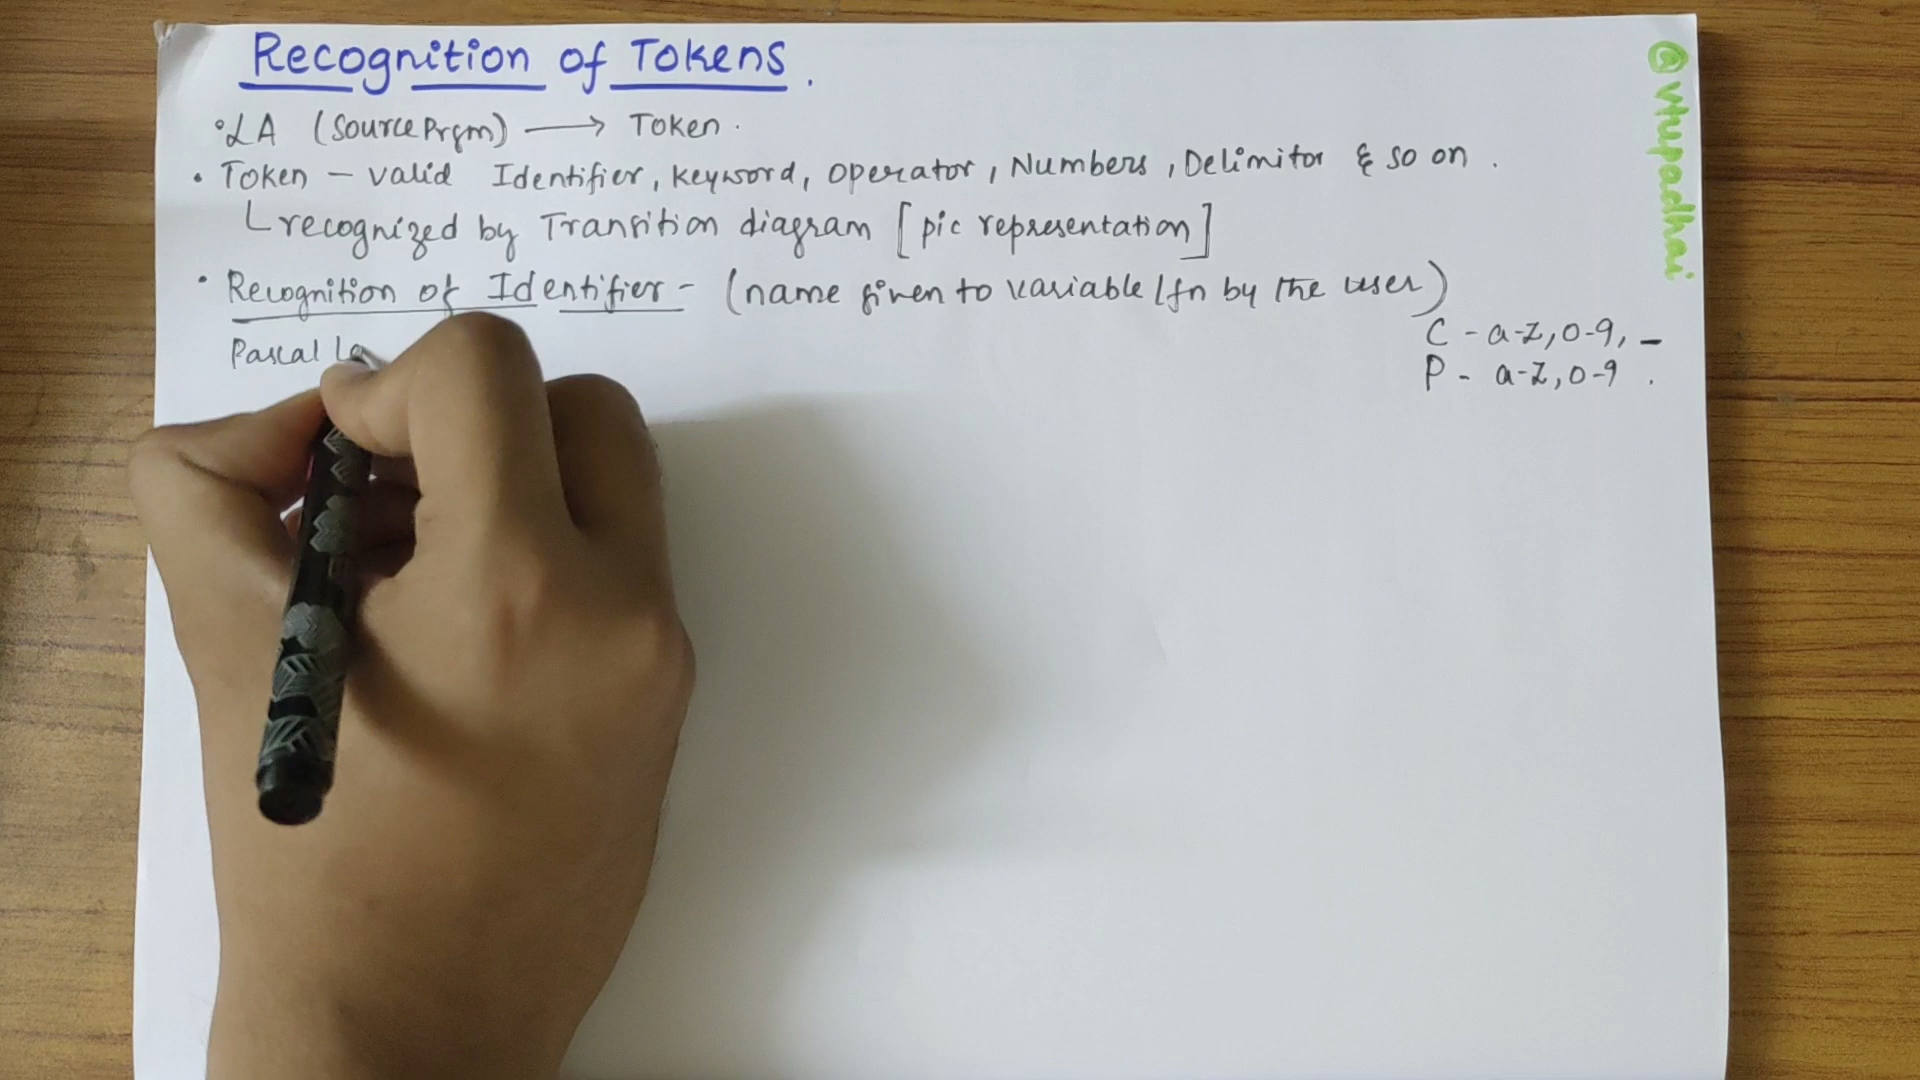 Recognition of Tokens.
LA (Source Prgm) → Token.
• Token - valid Identifier, keyword, operator, Numbers, Delimitor & so on.
recognized by Transition diagram [pic representation]
• Recognition of Identifier - (name given to variable/fn by the user)
C - a-z, 0-9, _
P - a-z, 0-9.
Pascal la
@vtupadhai